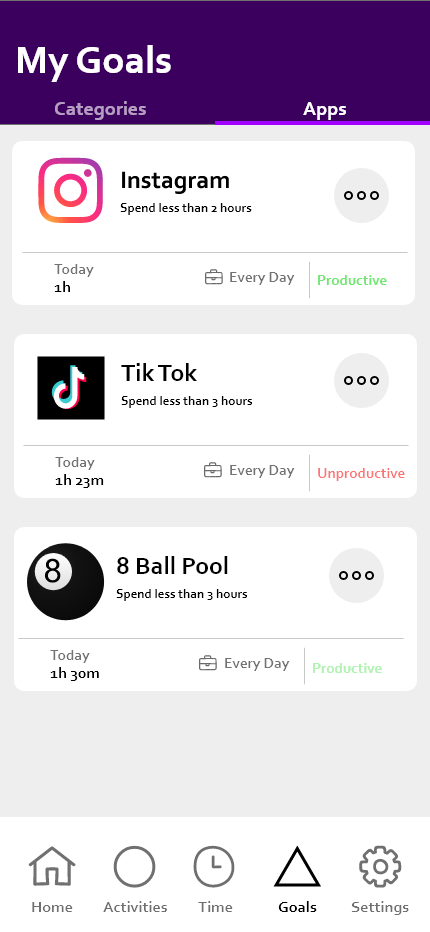 My Goals
Categories
Apps
Instagram
Spend less than 2 hours
Today
1h
Every Day
Productive
Tik Tok
Spend less than 3 hours
Today
1h 23m
Every Day
Unproductive
8
8 Ball Pool
Spend less than 3 hours
Today
1h 30m
Every Day
Productive
Home
Activities
Time
Goals
Settings